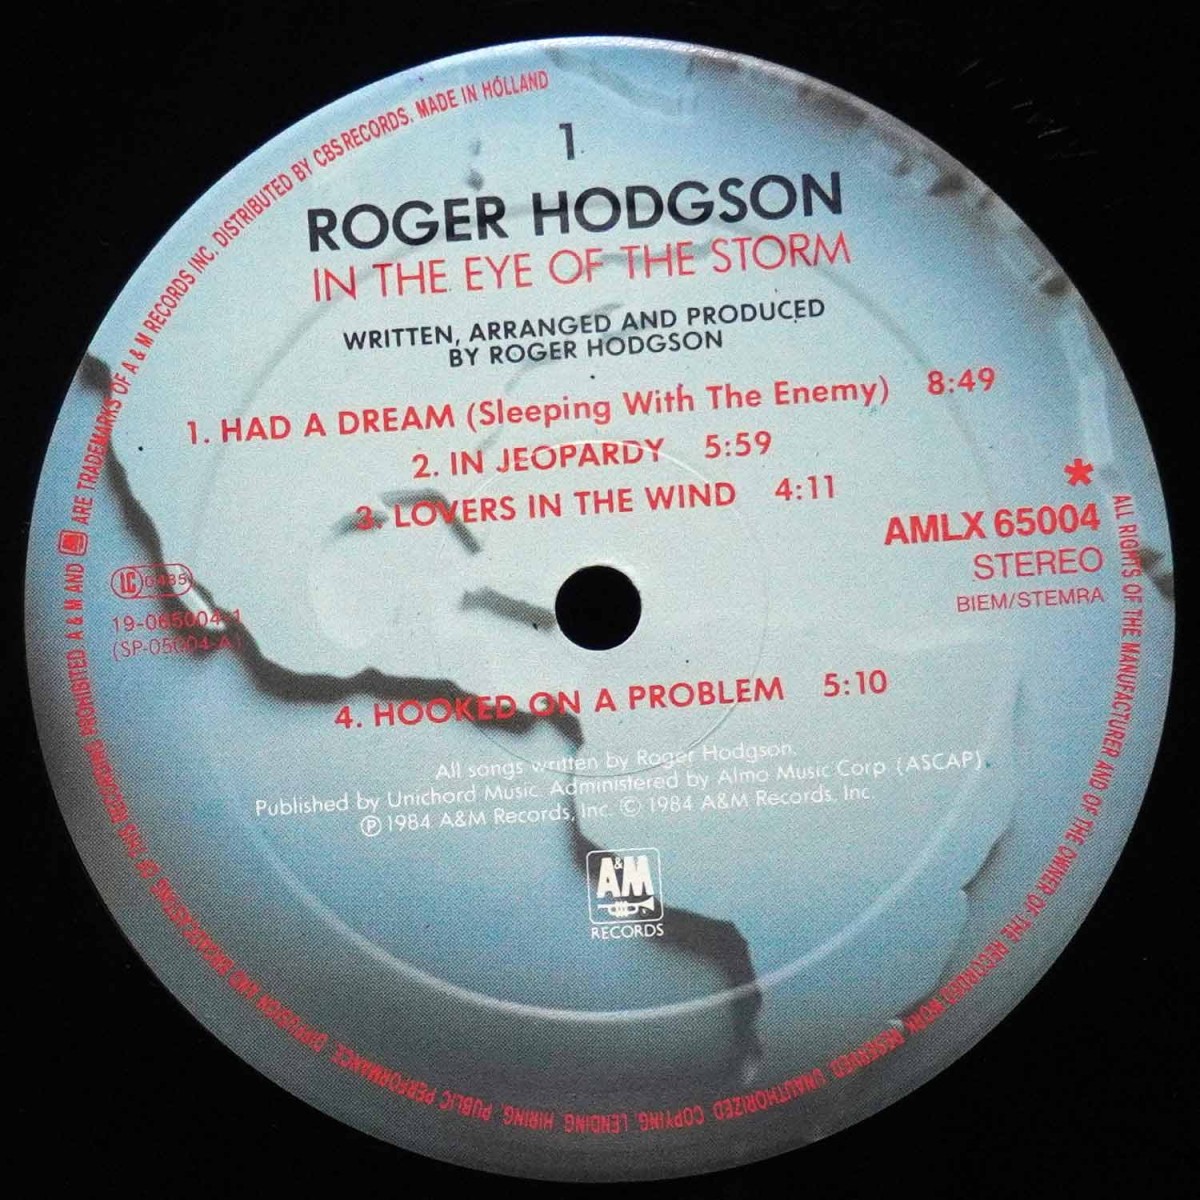 1
ROGER HODGSON
IN THE EYE OF THE STORM
WRITTEN, ARRANGED AND PRODUCED
BY ROGER HODGSON
1. HAD A DREAM (Sleeping With The Enemy) 8:49
2. IN JEOPARDY 5:59
3. LOVERS IN THE WIND 4:11
*
AMLX 65004
STEREO
BIEM/STEMRA
LC 0485
19-065004-1
(SP-05004-A)
4. HOOKED ON A PROBLEM 5:10
All songs written by Roger Hodgson.
Published by Unichord Music. Administered by Almo Music Corp (ASCAP).
Ⓟ 1984 A&M Records, Inc. © 1984 A&M Records, Inc.
A&M
RECORDS
ALL RIGHTS OF THE MANUFACTURER AND OF THE OWNER OF THE RECORDED WORK RESERVED. UNAUTHORIZED COPYING, LENDING, HIRING, PUBLIC PERFORMANCE, DIFFUSION AND BROADCASTING OF THIS RECORDING PROHIBITED A & M AND A&M ARE TRADEMARKS OF A & M RECORDS INC. DISTRIBUTED BY CBS RECORDS. MADE IN HOLLAND